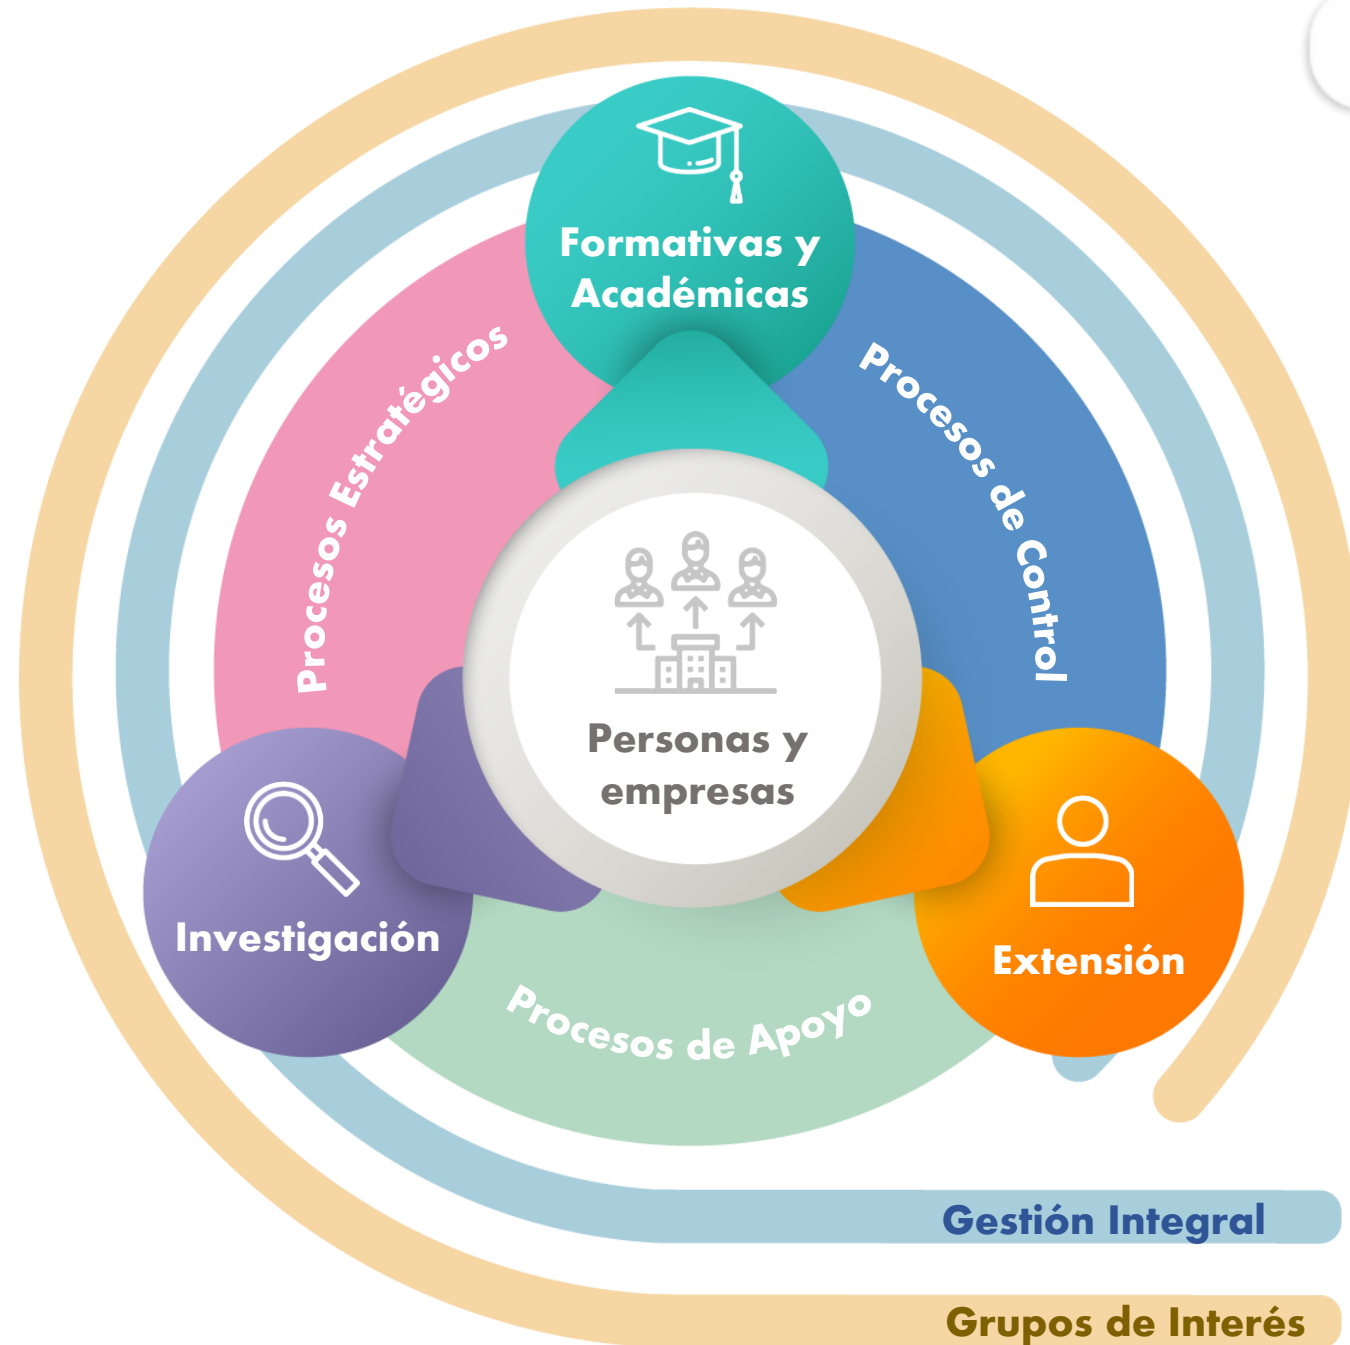 Formativas y
Académicas
Procesos Estratégicos
Procesos de Control
Personas y
empresas
Investigación
Extensión
Procesos de Apoyo
Gestión Integral
Grupos de Interés